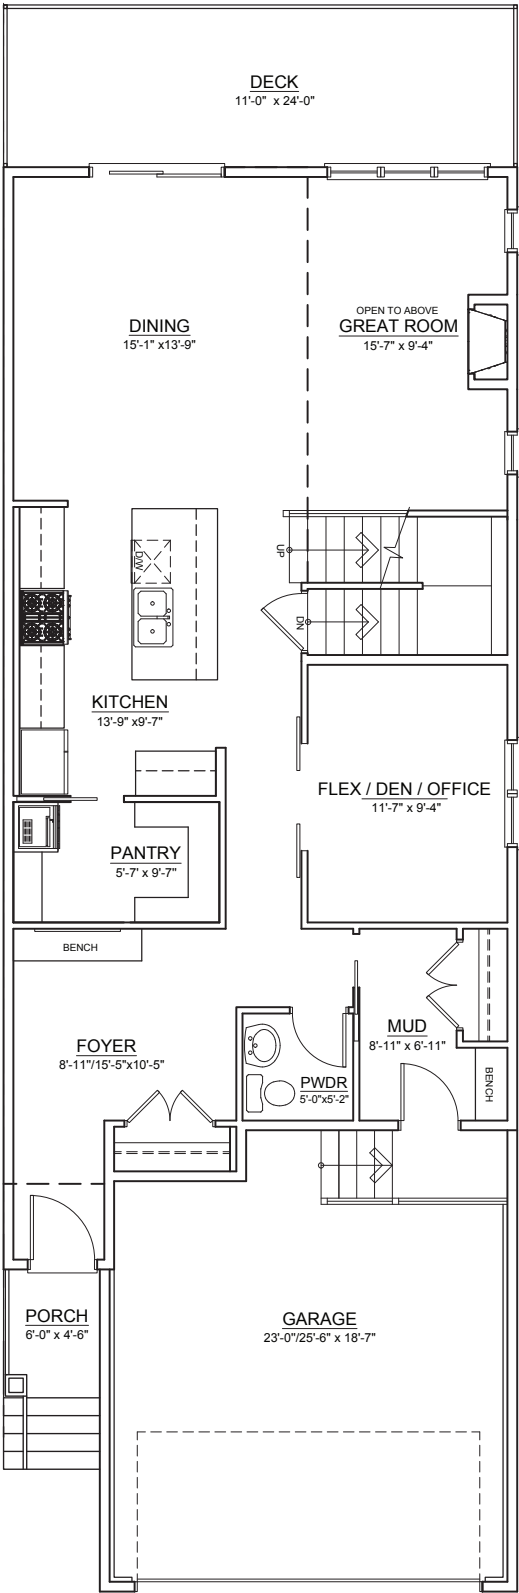 DECK
11'-0" x 24'-0"
DINING
15'-1" x13'-9"
OPEN TO ABOVE
GREAT ROOM
15'-7" x 9'-4"
UP
D/W
DN
KITCHEN
13'-9" x9'-7"
FLEX / DEN / OFFICE
11'-7" x 9'-4"
PANTRY
5'-7' x 9'-7"
BENCH
FOYER
8'-11"/15'-5"x10'-5"
MUD
8'-11" x 6'-11"
BENCH
PWDR
5'-0"x5'-2"
PORCH
6'-0" x 4'-6"
GARAGE
23'-0"/25'-6" x 18'-7"